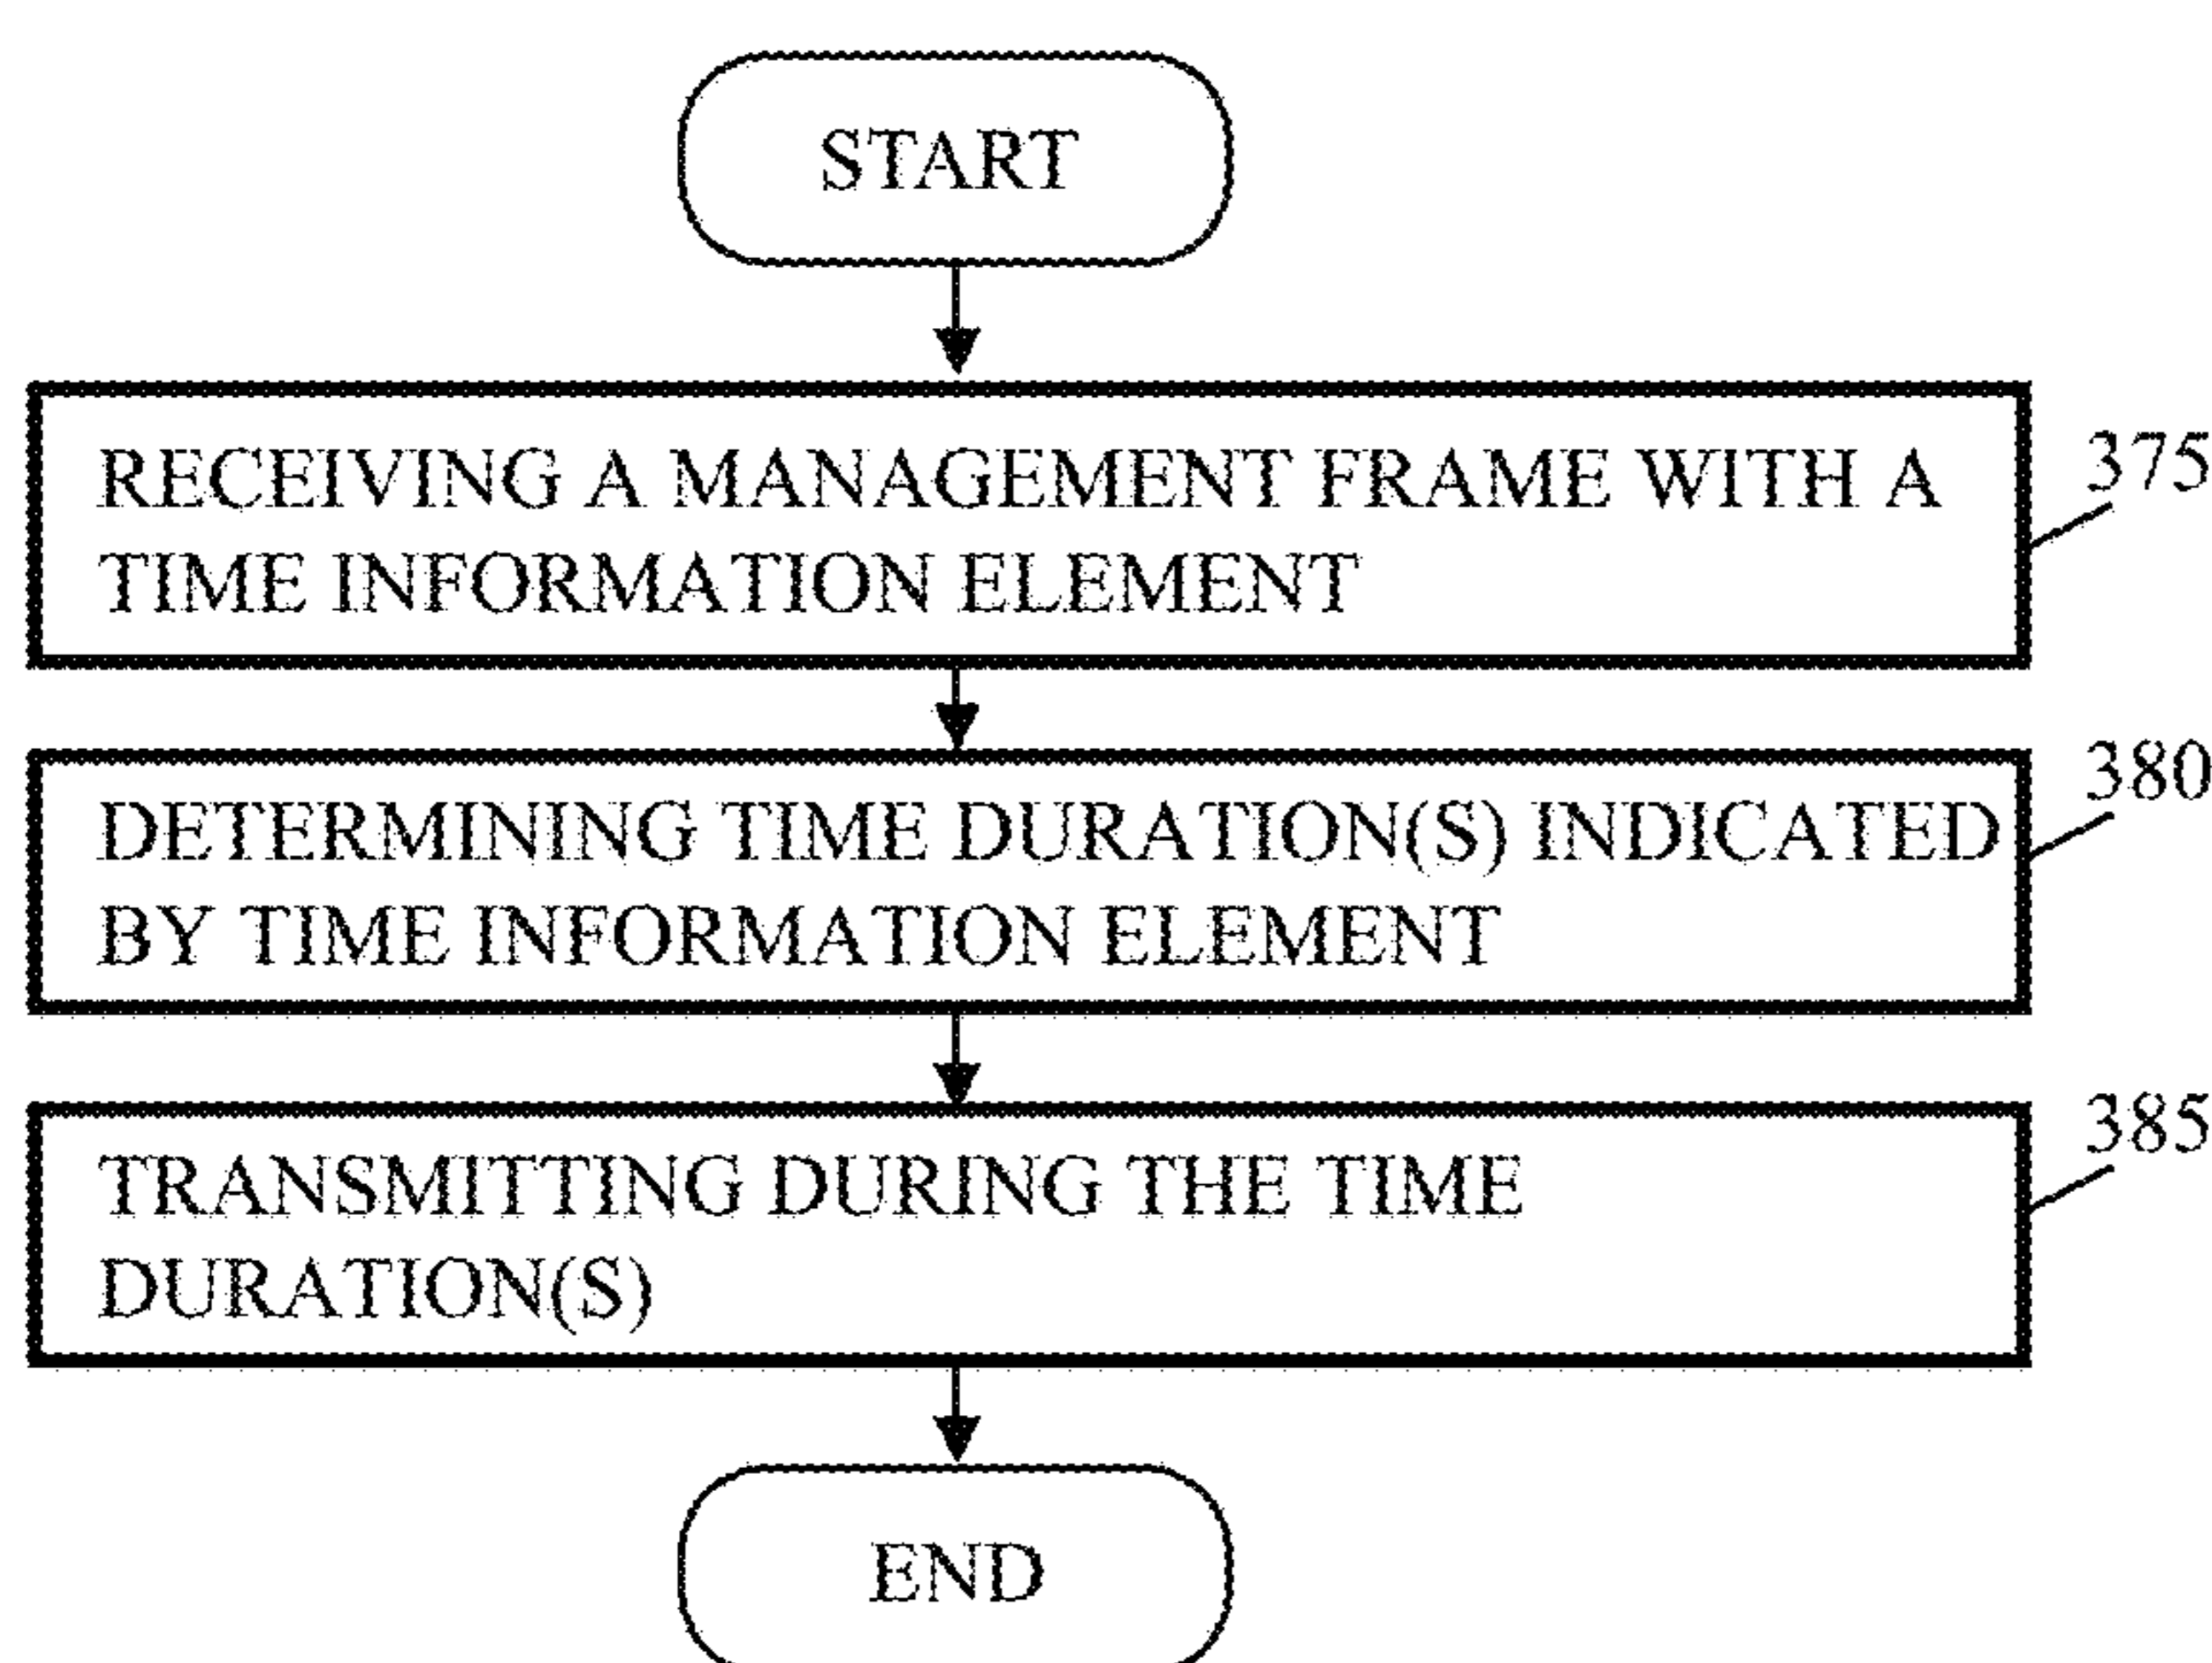 START
RECEIVING A MANAGEMENT FRAME WITH A
TIME INFORMATION ELEMENT
375
DETERMINING TIME DURATION(S) INDICATED
BY TIME INFORMATION ELEMENT
380
TRANSMITTING DURING THE TIME
DURATION(S)
385
END